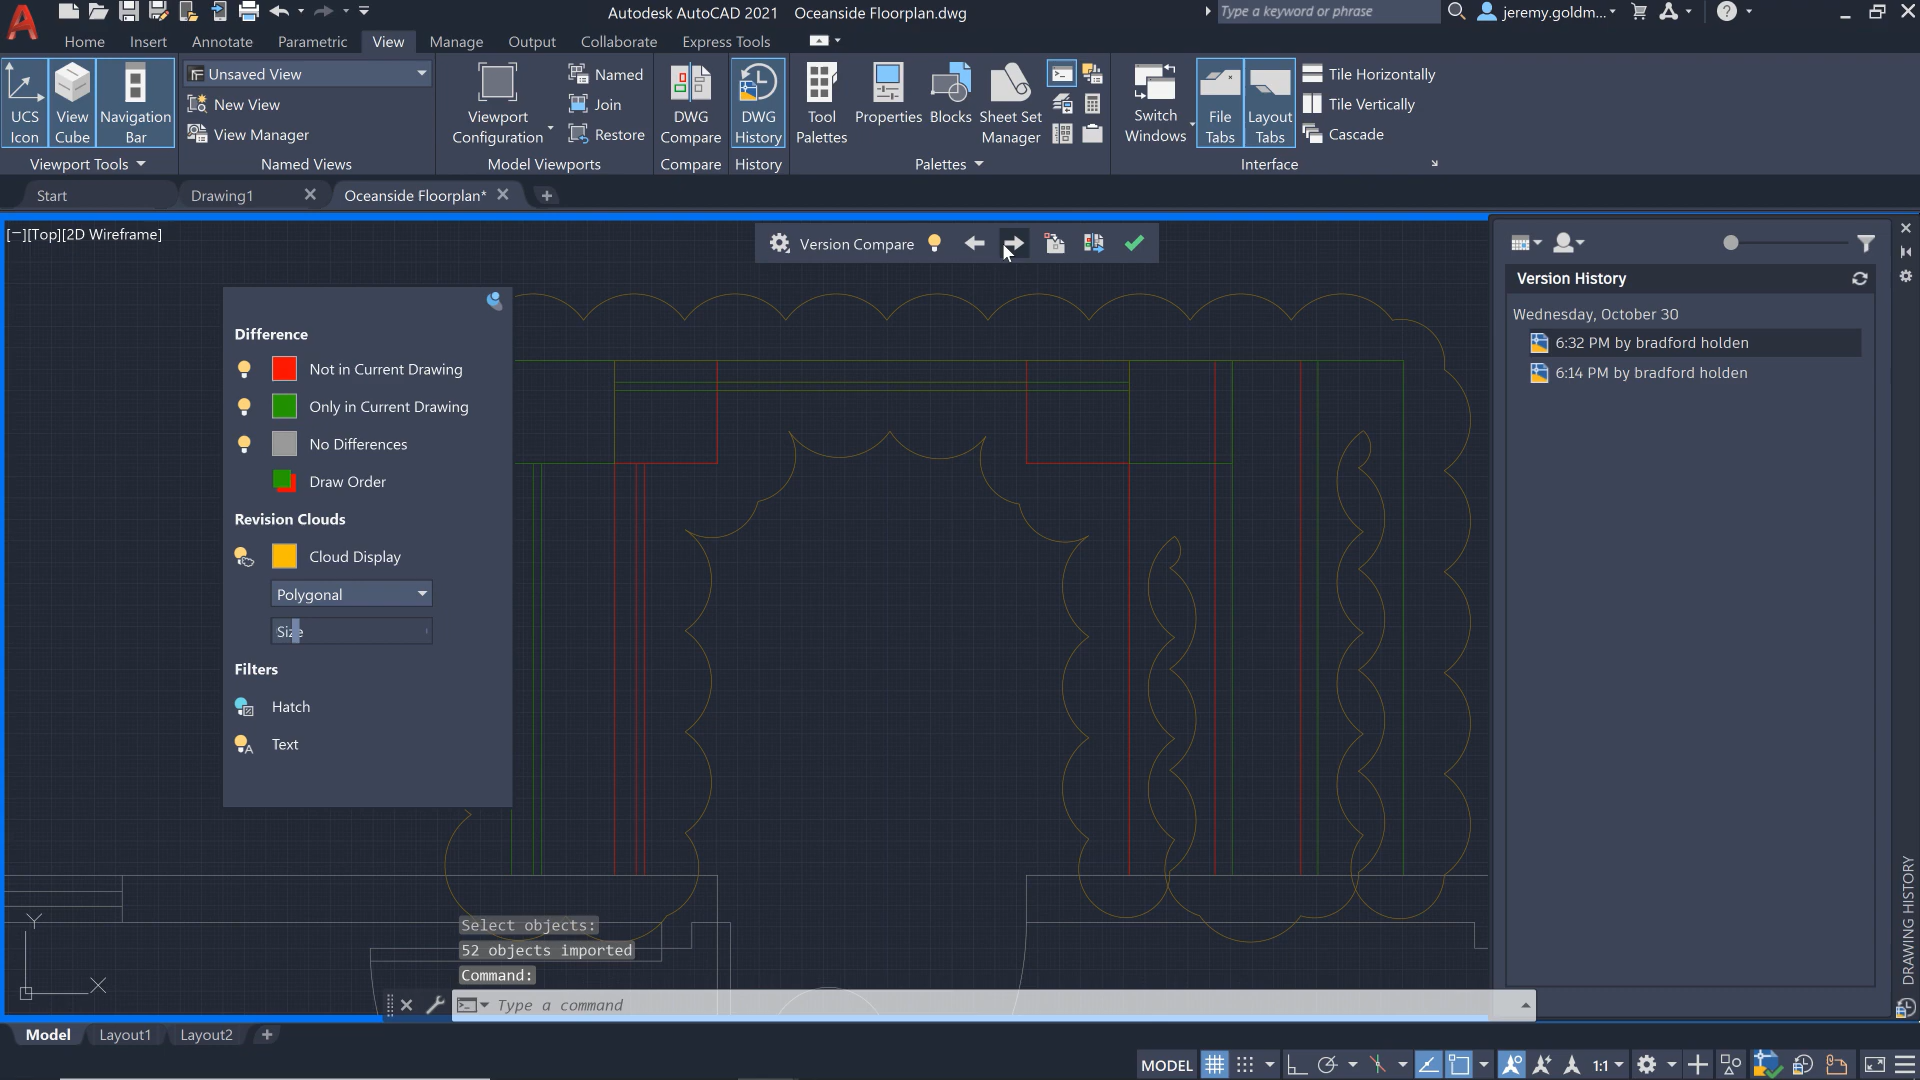 Autodesk AutoCAD 2021 Oceanside Floorplan.dwg
Type a keyword or phrase
jeremy.goldm...
Home Insert Annotate Parametric View Manage Output Collaborate Express Tools
UCS Icon
View Cube
Navigation Bar
Viewport Tools
Unsaved View
New View
View Manager
Named Views
Viewport Configuration
Named
Join
Restore
Model Viewports
DWG Compare
Compare
DWG History
History
Tool Palettes
Properties
Blocks
Sheet Set Manager
Palettes
Switch Windows
File Tabs
Layout Tabs
Tile Horizontally
Tile Vertically
Cascade
Interface
Start Drawing1 Oceanside Floorplan*
[−][Top][2D Wireframe]
Version Compare
Difference
Not in Current Drawing
Only in Current Drawing
No Differences
Draw Order
Revision Clouds
Cloud Display
Polygonal
Size
Filters
Hatch
Text
Version History
Wednesday, October 30
6:32 PM by bradford holden
6:14 PM by bradford holden
DRAWING HISTORY
Y
X
Select objects:
52 objects imported
Command:
Type a command
Model Layout1 Layout2
MODEL 1:1